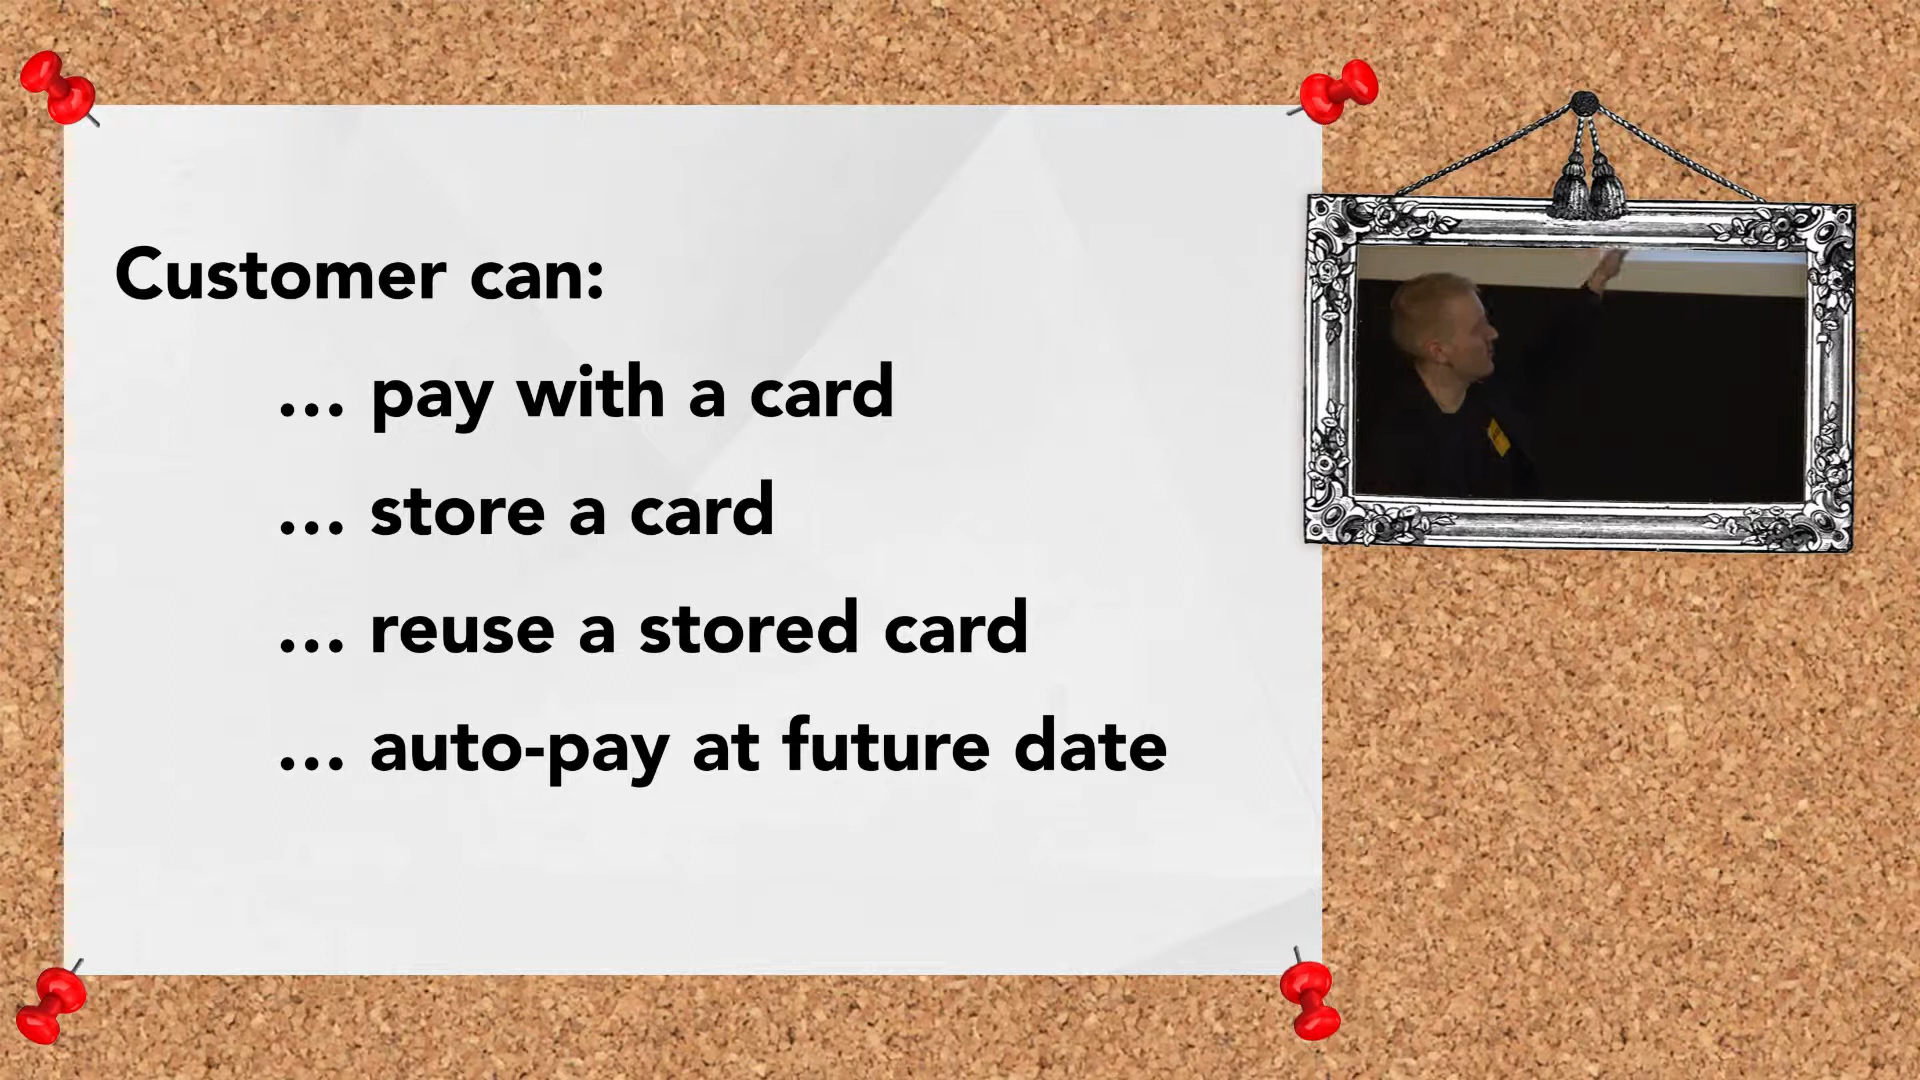 Customer can:
... pay with a card
... store a card
... reuse a stored card
... auto-pay at future date